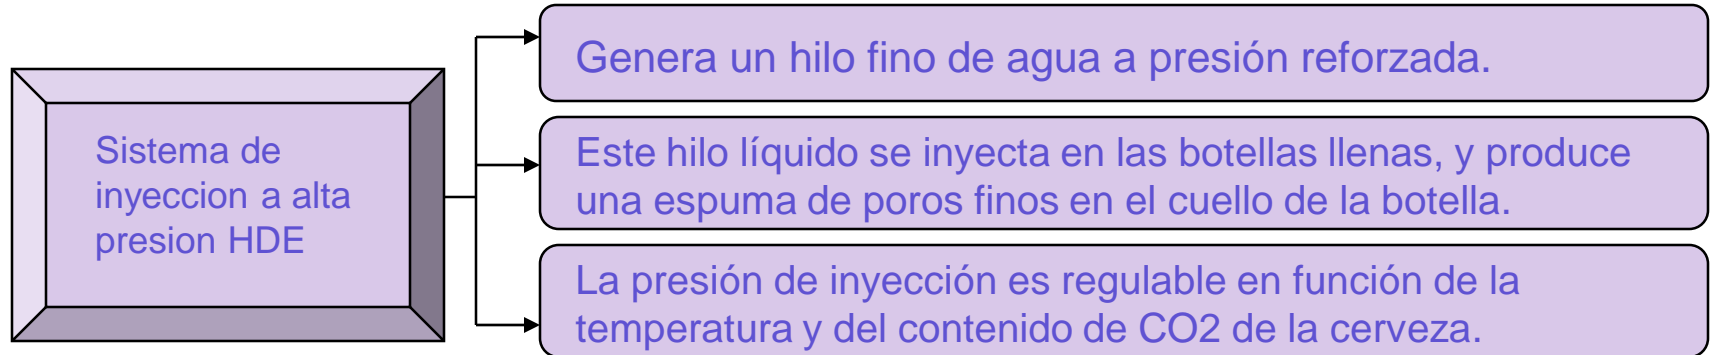 Sistema de
inyeccion a alta
presion HDE
Genera un hilo fino de agua a presión reforzada.
Este hilo líquido se inyecta en las botellas llenas, y produce
una espuma de poros finos en el cuello de la botella.
La presión de inyección es regulable en función de la
temperatura y del contenido de CO2 de la cerveza.